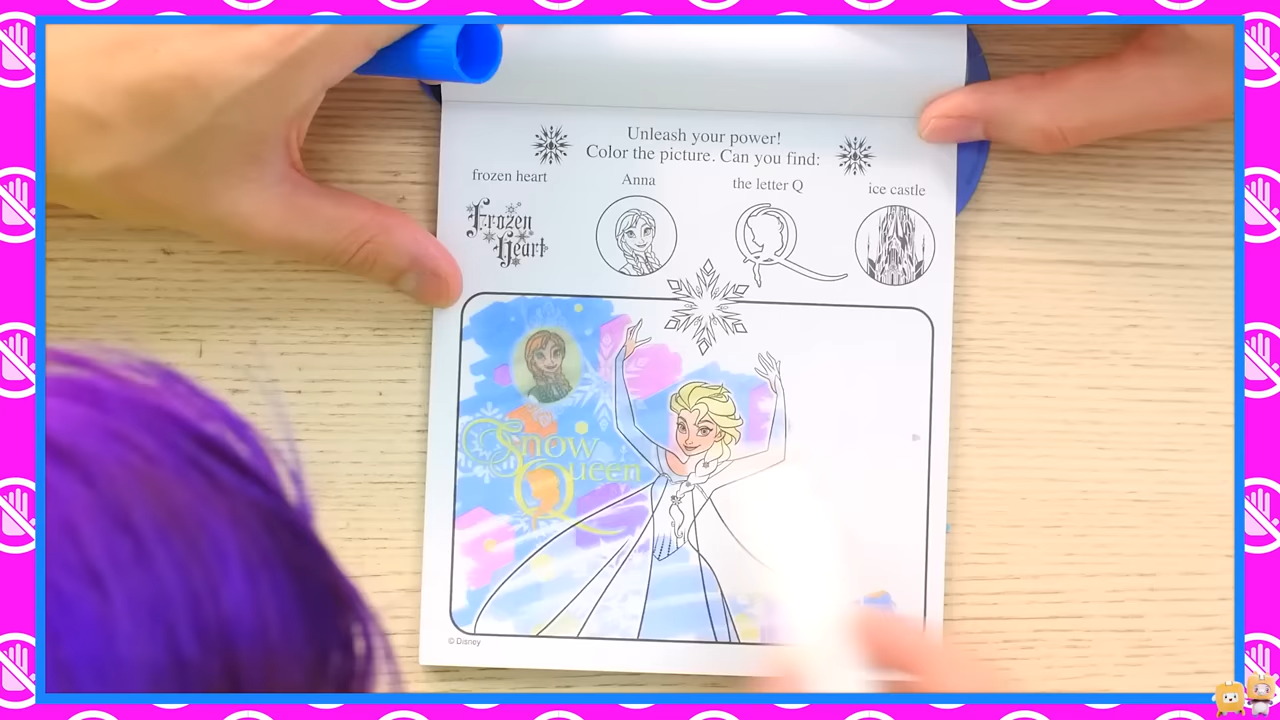 Unleash your power!
Color the picture. Can you find:
frozen heart
Anna
the letter Q
ice castle
Frozen
Heart
Snow
Queen
© Disney